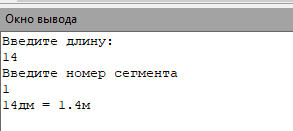 Окно вывода
Введите длину:
14
Введите номер сегмента
1
14дм = 1.4м